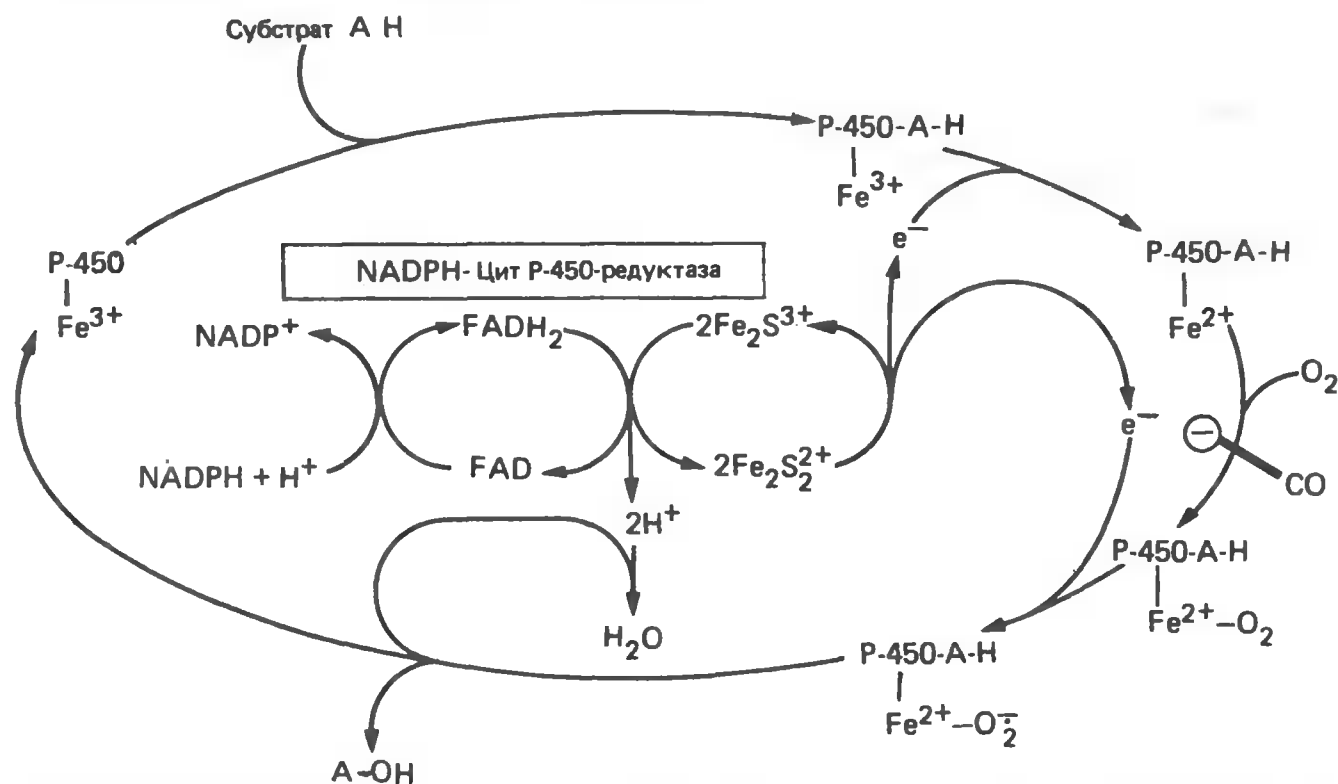 Субстрат А Н
P-450-A-H
Fe³⁺
e⁻
P-450-A-H
Fe²⁺
P-450
Fe³⁺
NADPH-Цит P-450-редуктаза
NADP⁺
FADH₂
2Fe₂S³⁺
O₂
e⁻
−
CO
NADPH + H⁺
FAD
2Fe₂S₂²⁺
2H⁺
P-450-A-H
Fe²⁺–O₂
H₂O
P-450-A-H
Fe²⁺–O₂⨪
A–OH